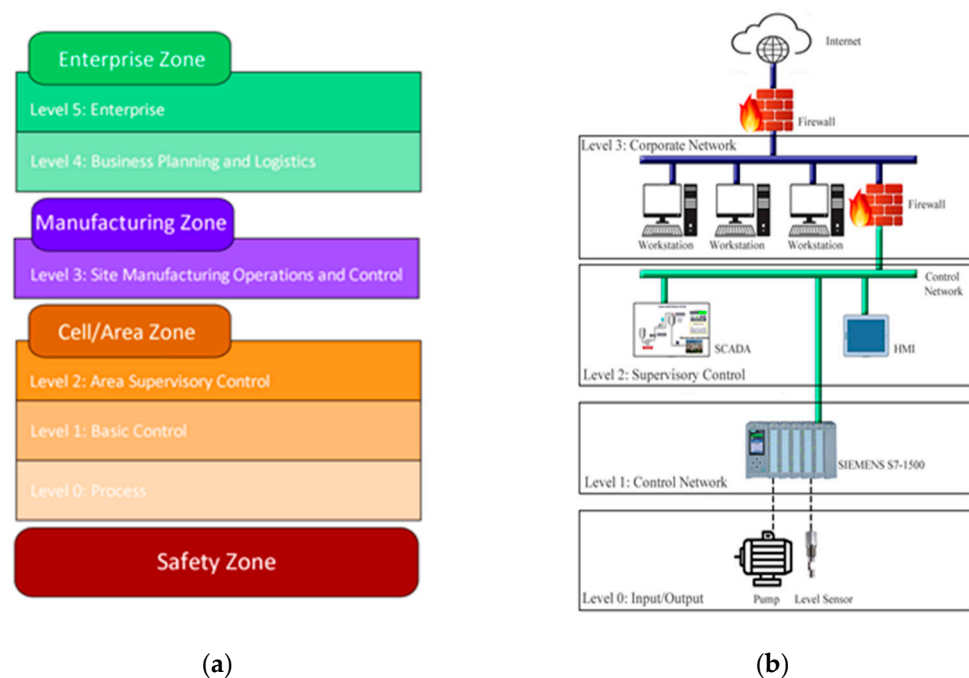 Enterprise Zone
Level 5: Enterprise
Level 4: Business Planning and Logistics
Manufacturing Zone
Level 3: Site Manufacturing Operations and Control
Cell/Area Zone
Level 2: Area Supervisory Control
Level 1: Basic Control
Level 0: Process
Safety Zone
(a)
Internet
Firewall
Level 3: Corporate Network
Firewall
Workstation
Workstation
Workstation
Control
Network
SCADA
HMI
Level 2: Supervisory Control
SIEMENS S7-1500
Level 1: Control Network
Level 0: Input/Output
Pump
Level Sensor
(b)